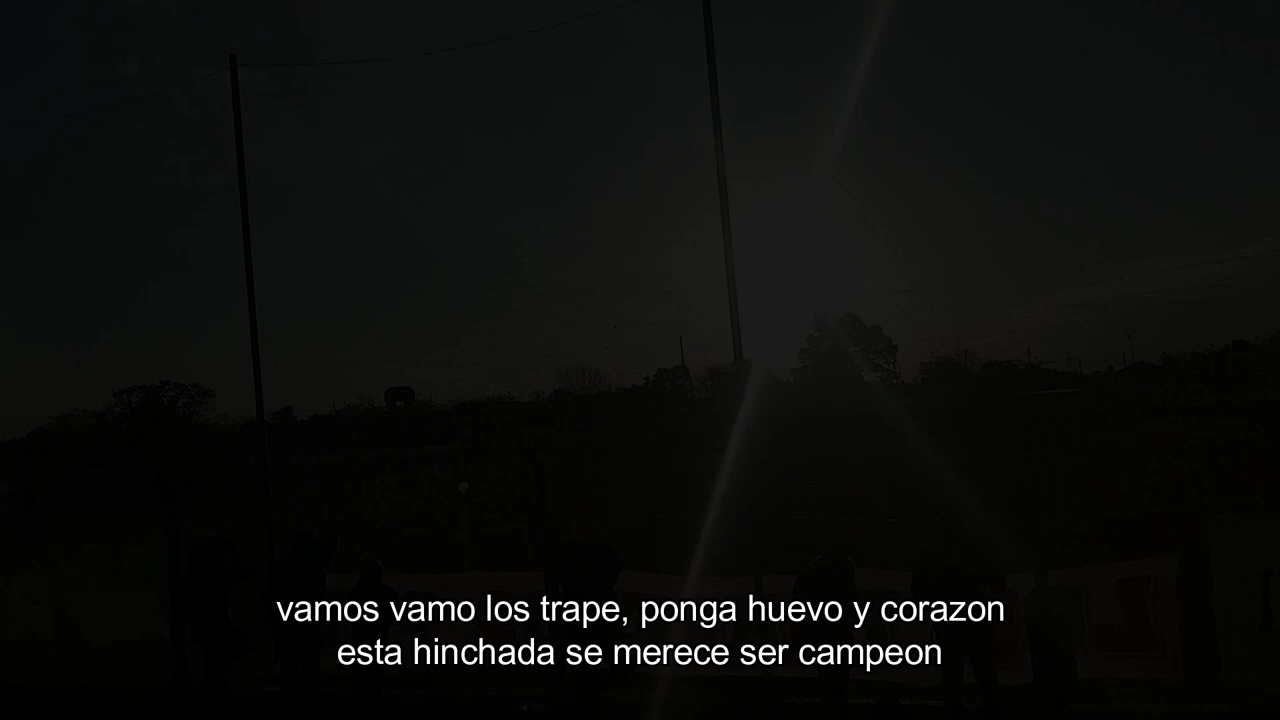 vamos vamo los trape, ponga huevo y corazon
esta hinchada se merece ser campeon